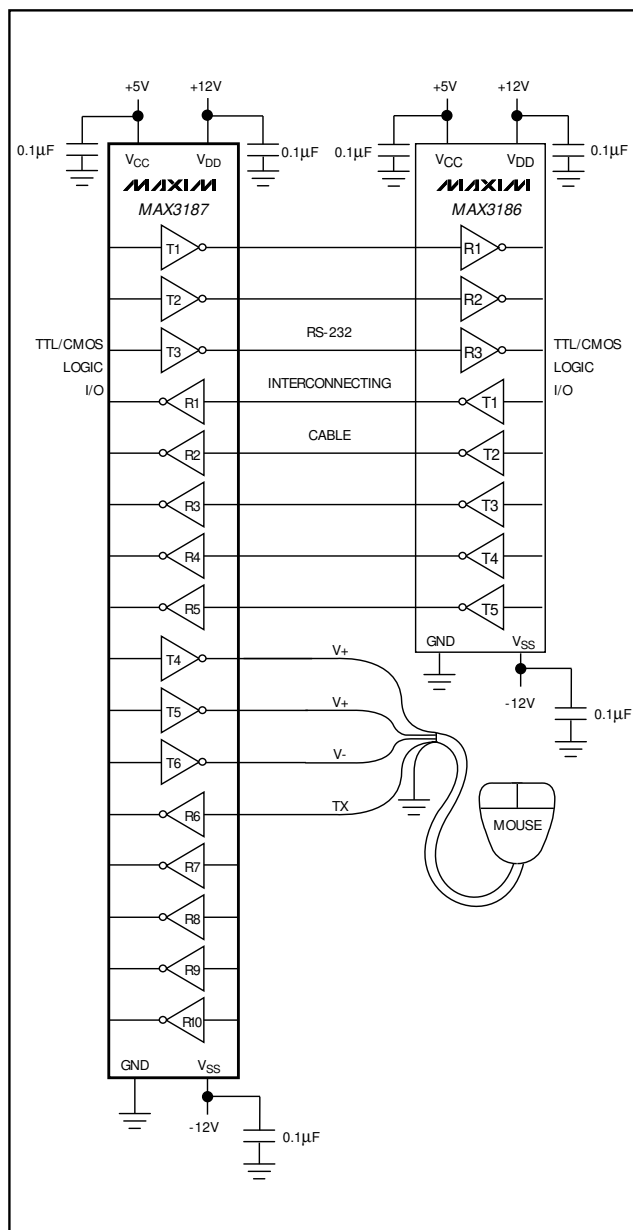 +5V +12V +5V +12V
0.1µF 0.1µF 0.1µF 0.1µF
VCC VDD VCC VDD
MAXIM MAXIM
MAX3187 MAX3186
T1 R1
T2 R2
RS-232
T3 R3
TTL/CMOS
LOGIC
I/O
TTL/CMOS
LOGIC
I/O
INTERCONNECTING
R1 T1
CABLE
R2 T2
R3 T3
R4 T4
R5 T5
GND VSS
T4 V+
-12V
0.1µF
T5 V+
T6 V-
R6 TX
MOUSE
R7
R8
R9
R10
GND VSS
-12V
0.1µF